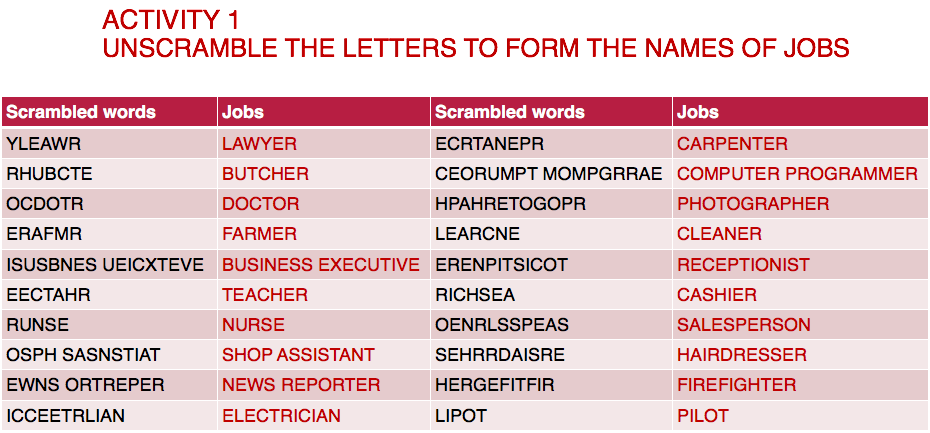 ACTIVITY 1
UNSCRAMBLE THE LETTERS TO FORM THE NAMES OF JOBS
Scrambled words Jobs Scrambled words Jobs
YLEAWR LAWYER ECRTANEPR CARPENTER
RHUBCTE BUTCHER CEORUMPT MOMPGRRAE COMPUTER PROGRAMMER
OCDOTR DOCTOR HPAHRETOGOPR PHOTOGRAPHER
ERAFMR FARMER LEARCNE CLEANER
ISUSBNES UEICXTEVE BUSINESS EXECUTIVE ERENPITSICOT RECEPTIONIST
EECTAHR TEACHER RICHSEA CASHIER
RUNSE NURSE OENRLSSPEAS SALESPERSON
OSPH SASNSTIAT SHOP ASSISTANT SEHRRDAISRE HAIRDRESSER
EWNS ORTREPER NEWS REPORTER HERGEFITFIR FIREFIGHTER
ICCEETRLIAN ELECTRICIAN LIPOT PILOT